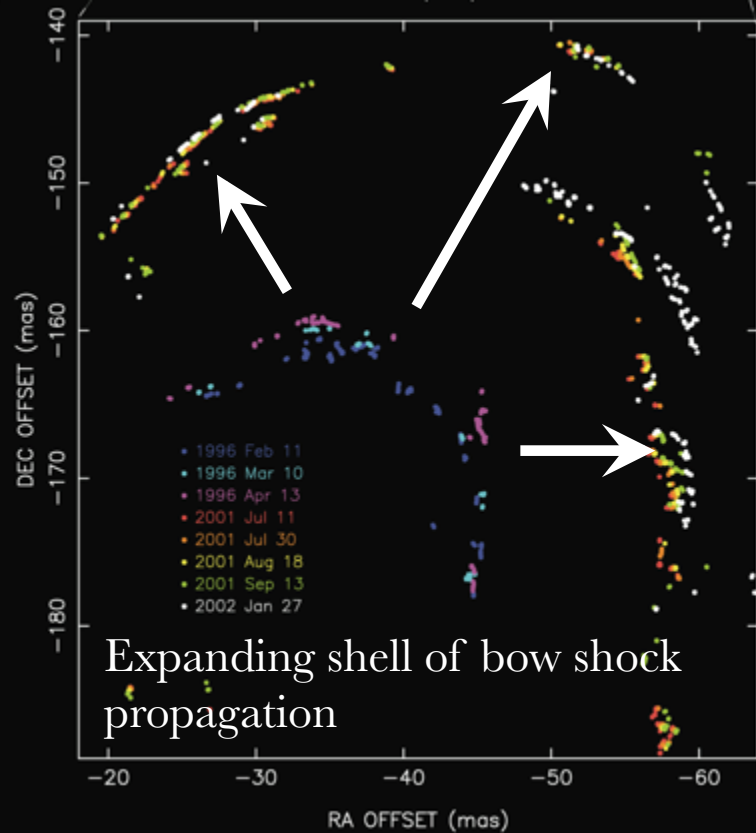 −140
−150
−160
−170
−180
DEC OFFSET (mas)
1996 Feb 11
1996 Mar 10
1996 Apr 13
2001 Jul 11
2001 Jul 30
2001 Aug 18
2001 Sep 13
2002 Jan 27
Expanding shell of bow shock
propagation
−20 −30 −40 −50 −60
RA OFFSET (mas)